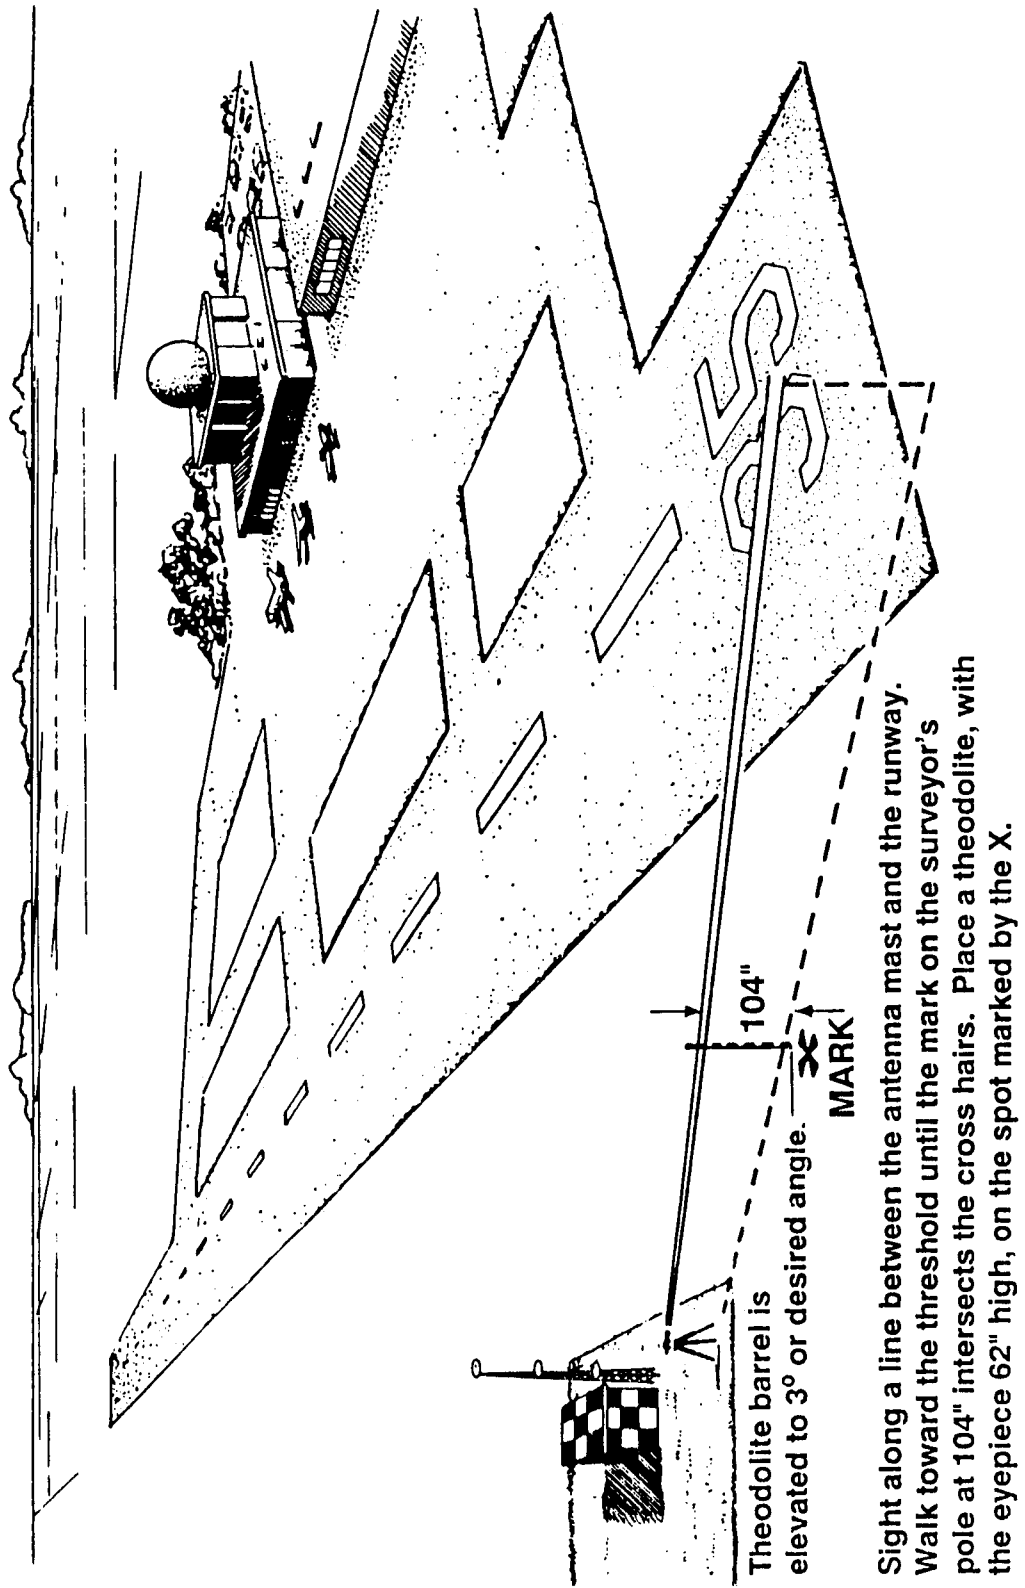 104"
MARK
Theodolite barrel is
elevated to 3° or desired angle.
Sight along a line between the antenna mast and the runway.
Walk toward the threshold until the mark on the surveyor's
pole at 104" intersects the cross hairs. Place a theodolite, with
the eyepiece 62" high, on the spot marked by the X.